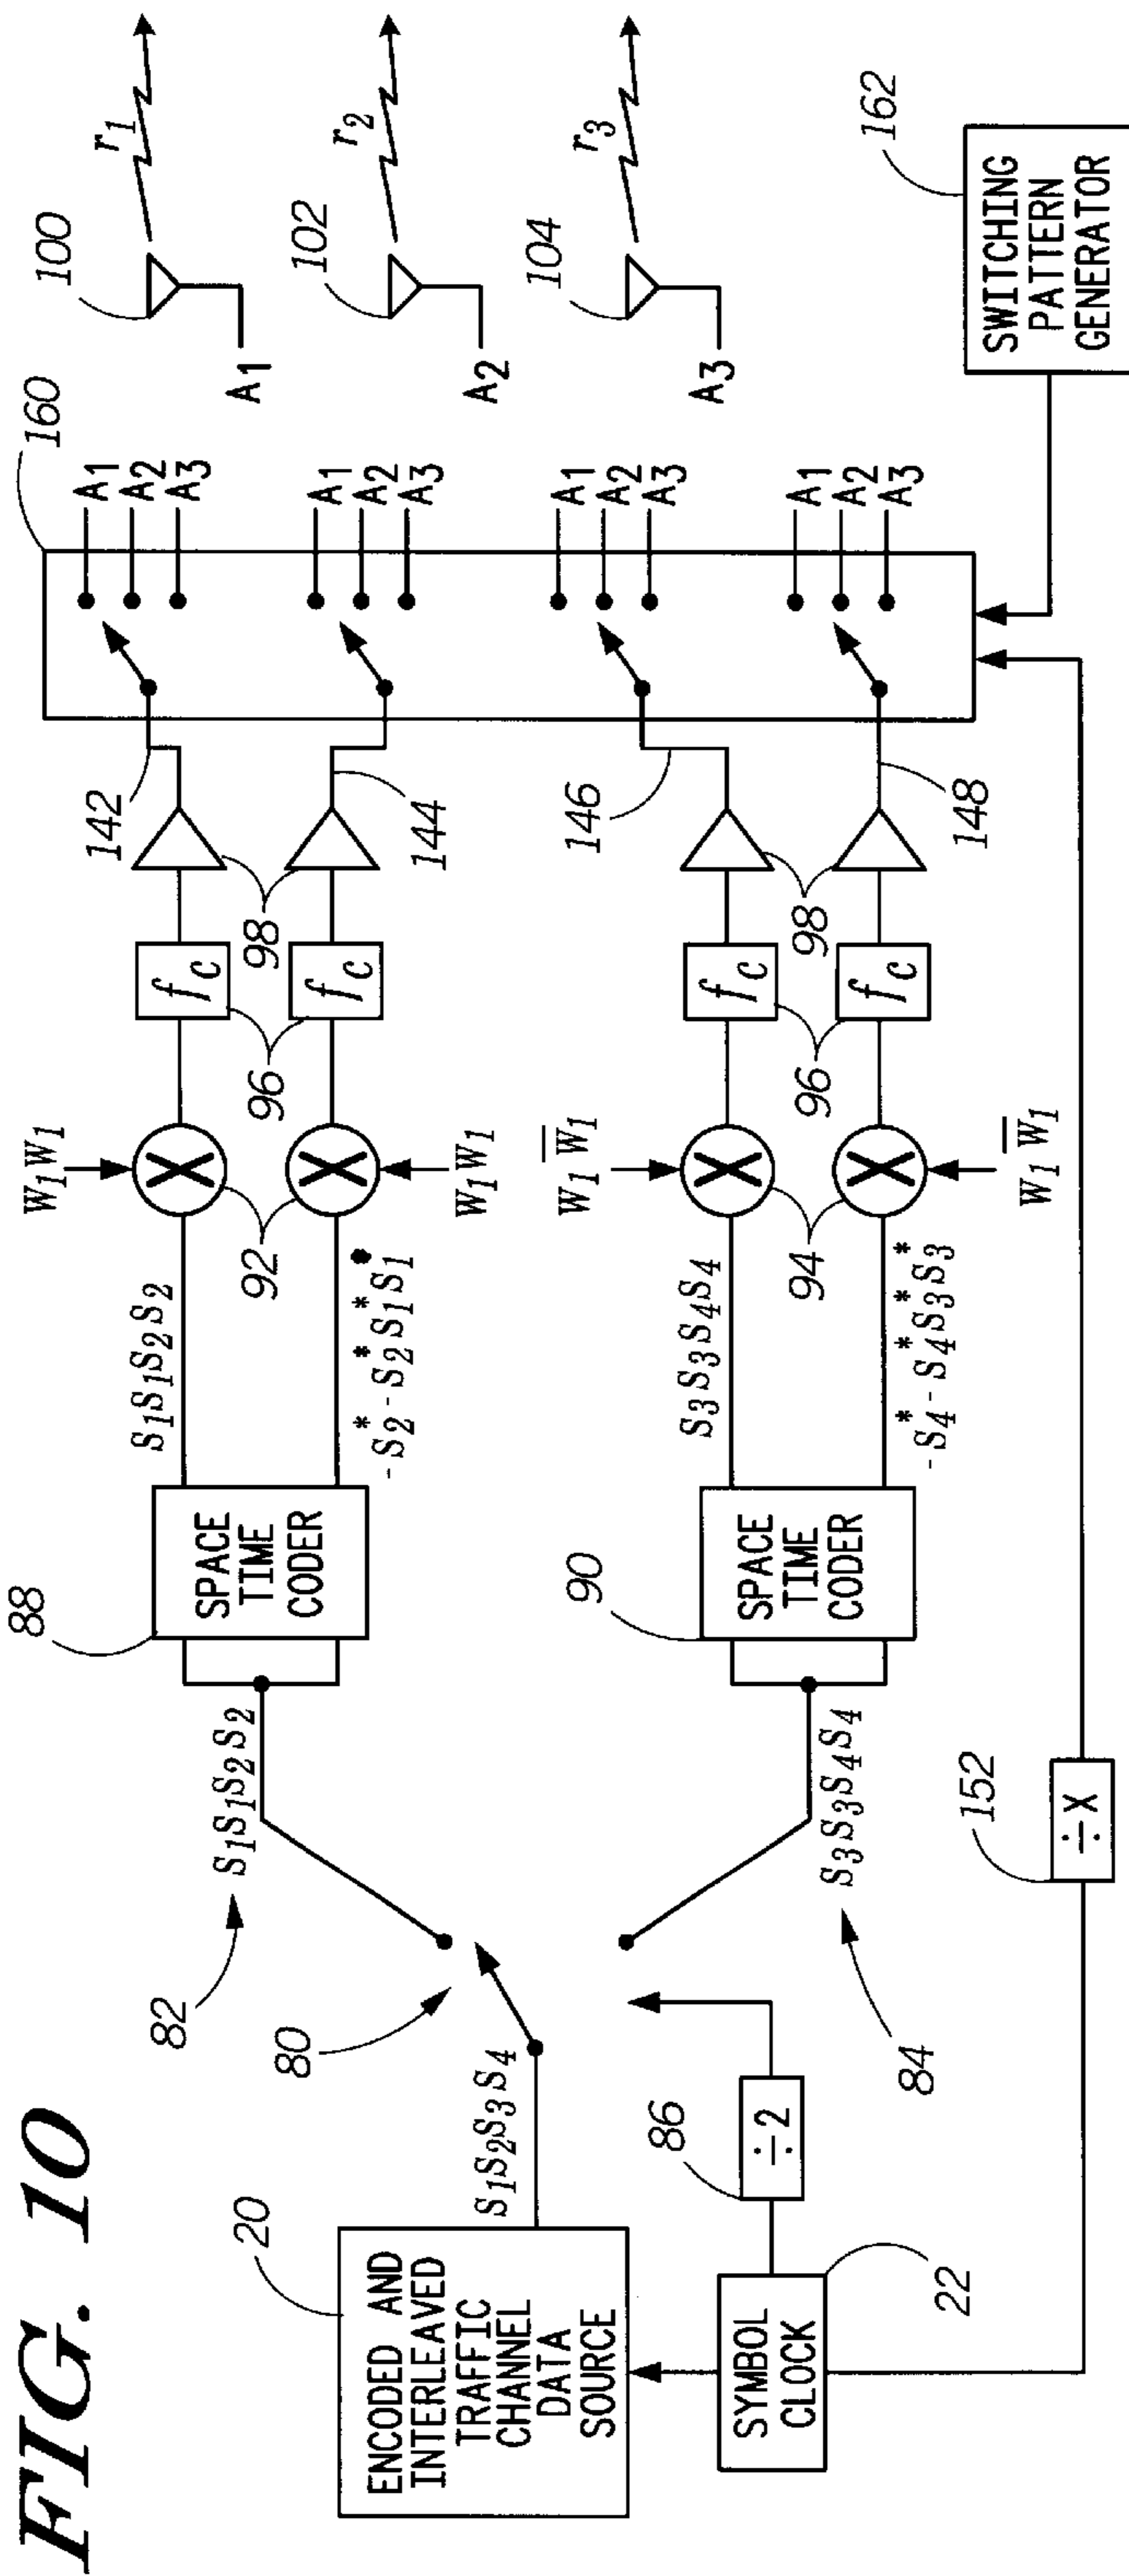 FIG. 10
20
ENCODED AND
INTERLEAVED
TRAFFIC
CHANNEL
DATA
SOURCE
S1S2S3S4
SYMBOL
CLOCK
22
86
÷2
80
82
S1S1S2S2
84
S3S3S4S4
88
SPACE
TIME
CODER
S1S1S2S2
-S2*-S2*S1*S1*
90
SPACE
TIME
CODER
S3S3S4S4
-S4*-S4*S3*S3*
W1W1
92
W1W1
W1W̅1
94
W1W̅1
fc
96
fc
fc
96
fc
98
98
142
144
146
148
152
÷X
160
A1
A2
A3
A1
A2
A3
A1
A2
A3
A1
A2
A3
100
A1
r1
102
A2
r2
104
A3
r3
162
SWITCHING
PATTERN
GENERATOR